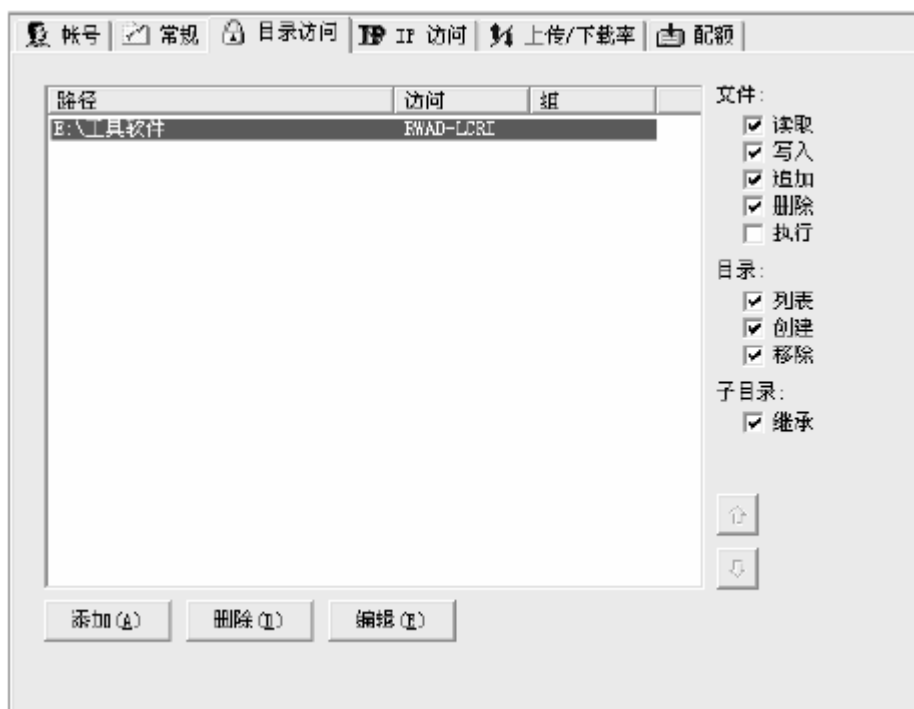 帐号 常规 目录访问 IP IP 访问 上传/下载率 配额
路径 访问 组
E:\工具软件 RWAD-LCRI
文件:
读取
写入
追加
删除
执行
目录:
列表
创建
移除
子目录:
继承
添加(A) 删除(D) 编辑(E)